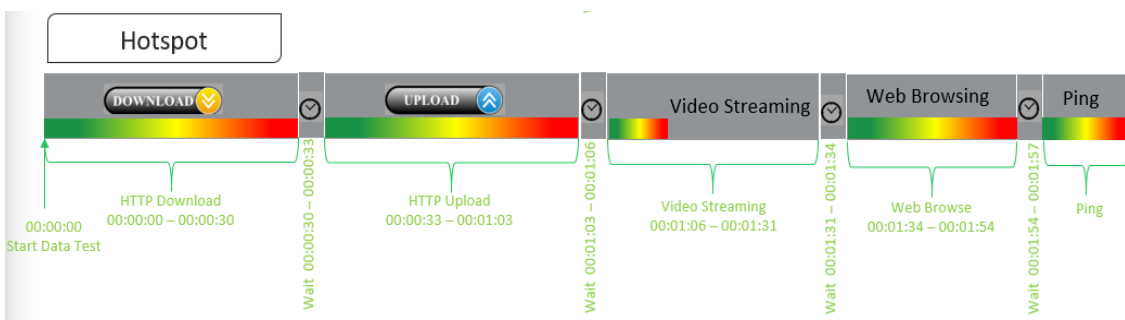 Hotspot
DOWNLOAD
UPLOAD
Video Streaming
Web Browsing
Ping
00:00:00
Start Data Test
HTTP Download
00:00:00 – 00:00:30
Wait 00:00:30 – 00:00:33
HTTP Upload
00:00:33 – 00:01:03
Wait 00:01:03 – 00:01:06
Video Streaming
00:01:06 – 00:01:31
Wait 00:01:31 – 00:01:34
Web Browse
00:01:34 – 00:01:54
Wait 00:01:54 – 00:01:57
Ping